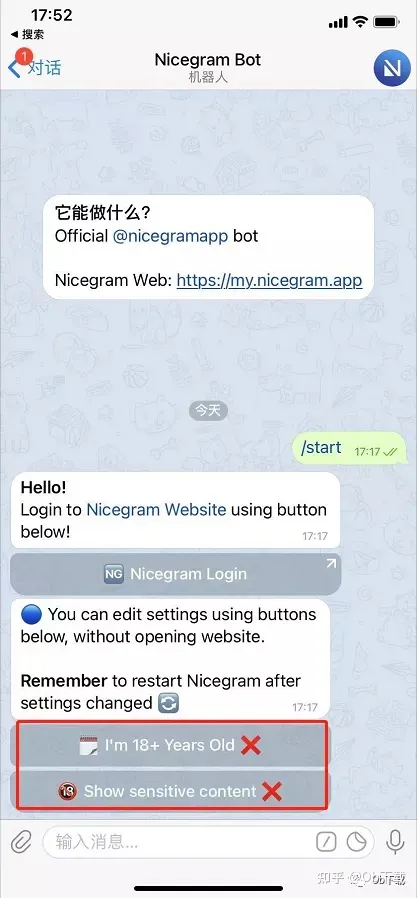 17:52
◀ 搜索
1
对话
Nicegram Bot
机器人
N
它能做什么?
Official @nicegramapp bot
Nicegram Web: https://my.nicegram.app
今天
/start 17:17
Hello!
Login to Nicegram Website using button
below!
17:17
NG Nicegram Login
You can edit settings using buttons
below, without opening website.
Remember to restart Nicegram after
settings changed
17:17
I'm 18+ Years Old ❌
18 Show sensitive content ❌
输入消息...
知乎 @Ob下载